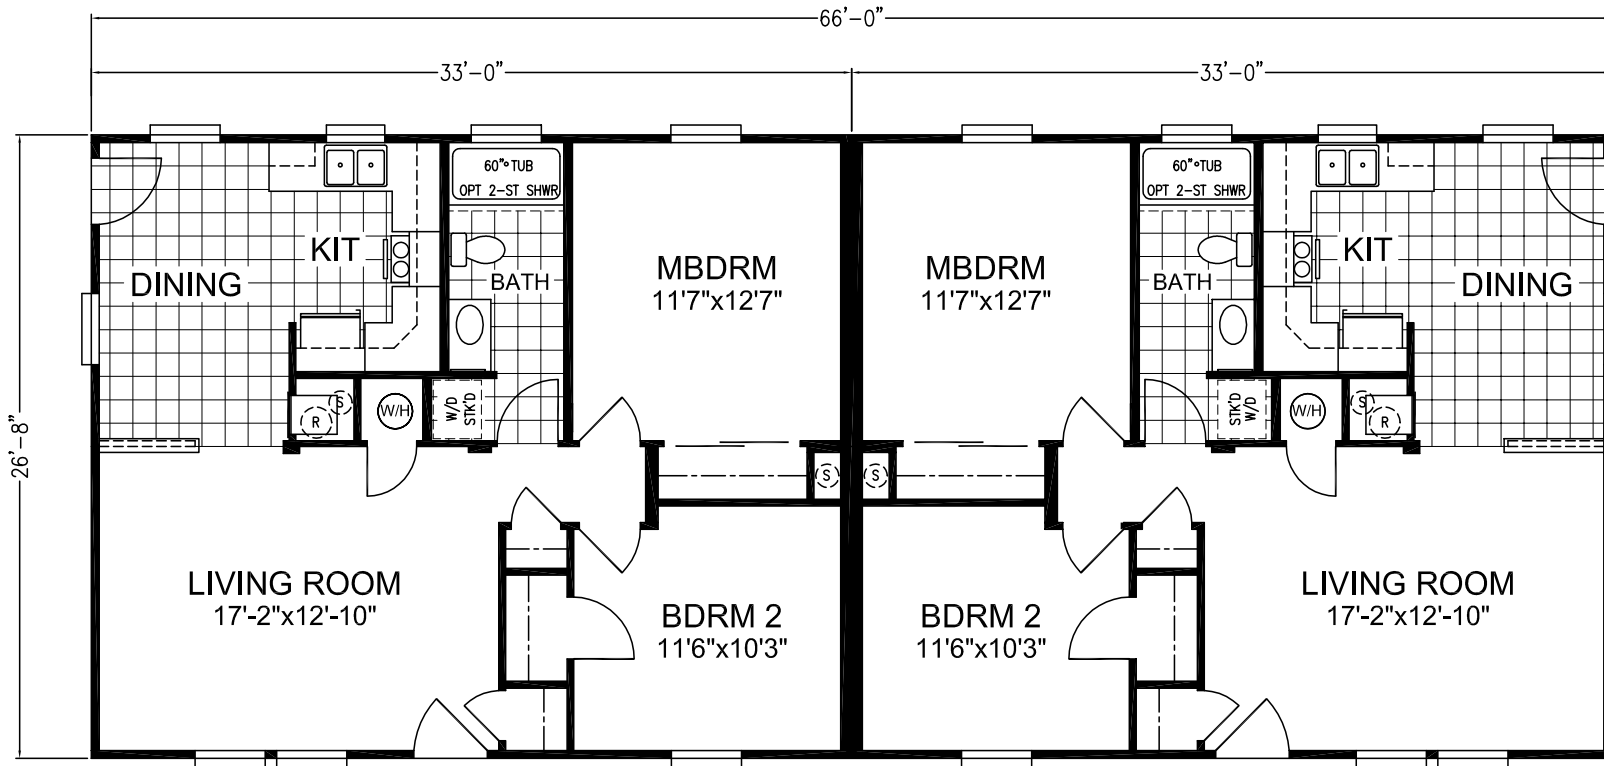 66'-0"
33'-0"
33'-0"
26'-8"
60" TUB
OPT 2-ST SHWR
60" TUB
OPT 2-ST SHWR
KIT
DINING
BATH
MBDRM
11'7"x12'7"
MBDRM
11'7"x12'7"
BATH
KIT
DINING
S
R
W/H
W/D
STK'D
STK'D
W/D
W/H
S
R
S
S
LIVING ROOM
17'-2"x12'-10"
BDRM 2
11'6"x10'3"
BDRM 2
11'6"x10'3"
LIVING ROOM
17'-2"x12'-10"